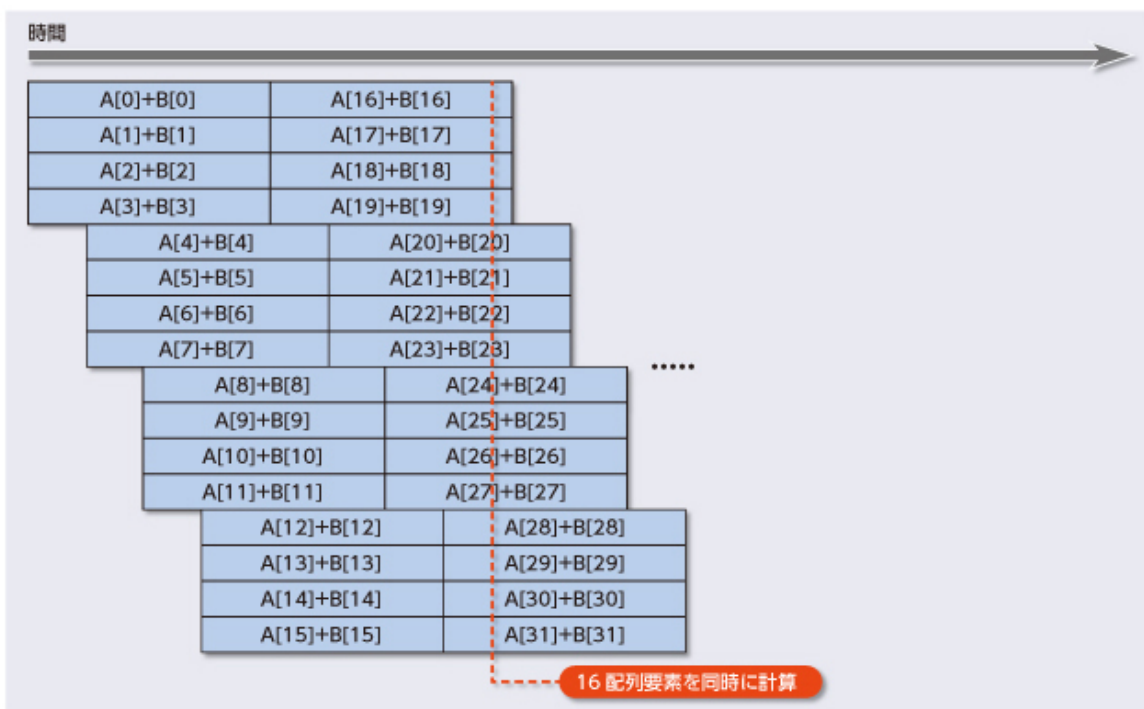 時間
A[0]+B[0] A[16]+B[16]
A[1]+B[1] A[17]+B[17]
A[2]+B[2] A[18]+B[18]
A[3]+B[3] A[19]+B[19]
A[4]+B[4] A[20]+B[20]
A[5]+B[5] A[21]+B[21]
A[6]+B[6] A[22]+B[22]
A[7]+B[7] A[23]+B[23]
.....
A[8]+B[8] A[24]+B[24]
A[9]+B[9] A[25]+B[25]
A[10]+B[10] A[26]+B[26]
A[11]+B[11] A[27]+B[27]
A[12]+B[12] A[28]+B[28]
A[13]+B[13] A[29]+B[29]
A[14]+B[14] A[30]+B[30]
A[15]+B[15] A[31]+B[31]
16 配列要素を同時に計算